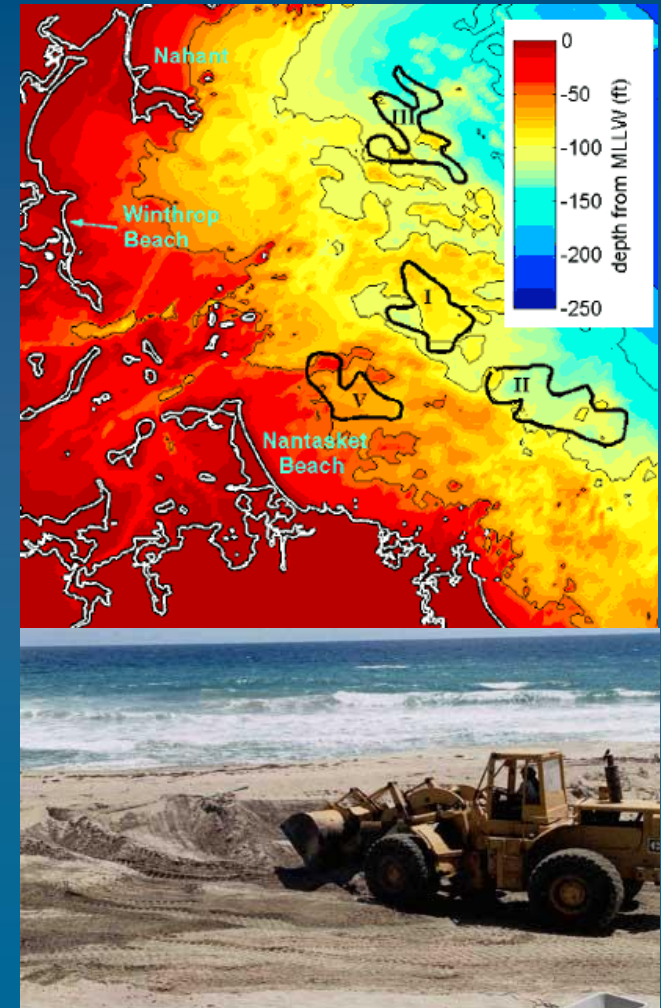 Nahant
Winthrop
Beach
Nantasket
Beach
III
I
II
V
0
-50
-100
-150
-200
-250
depth from MLLW (ft)